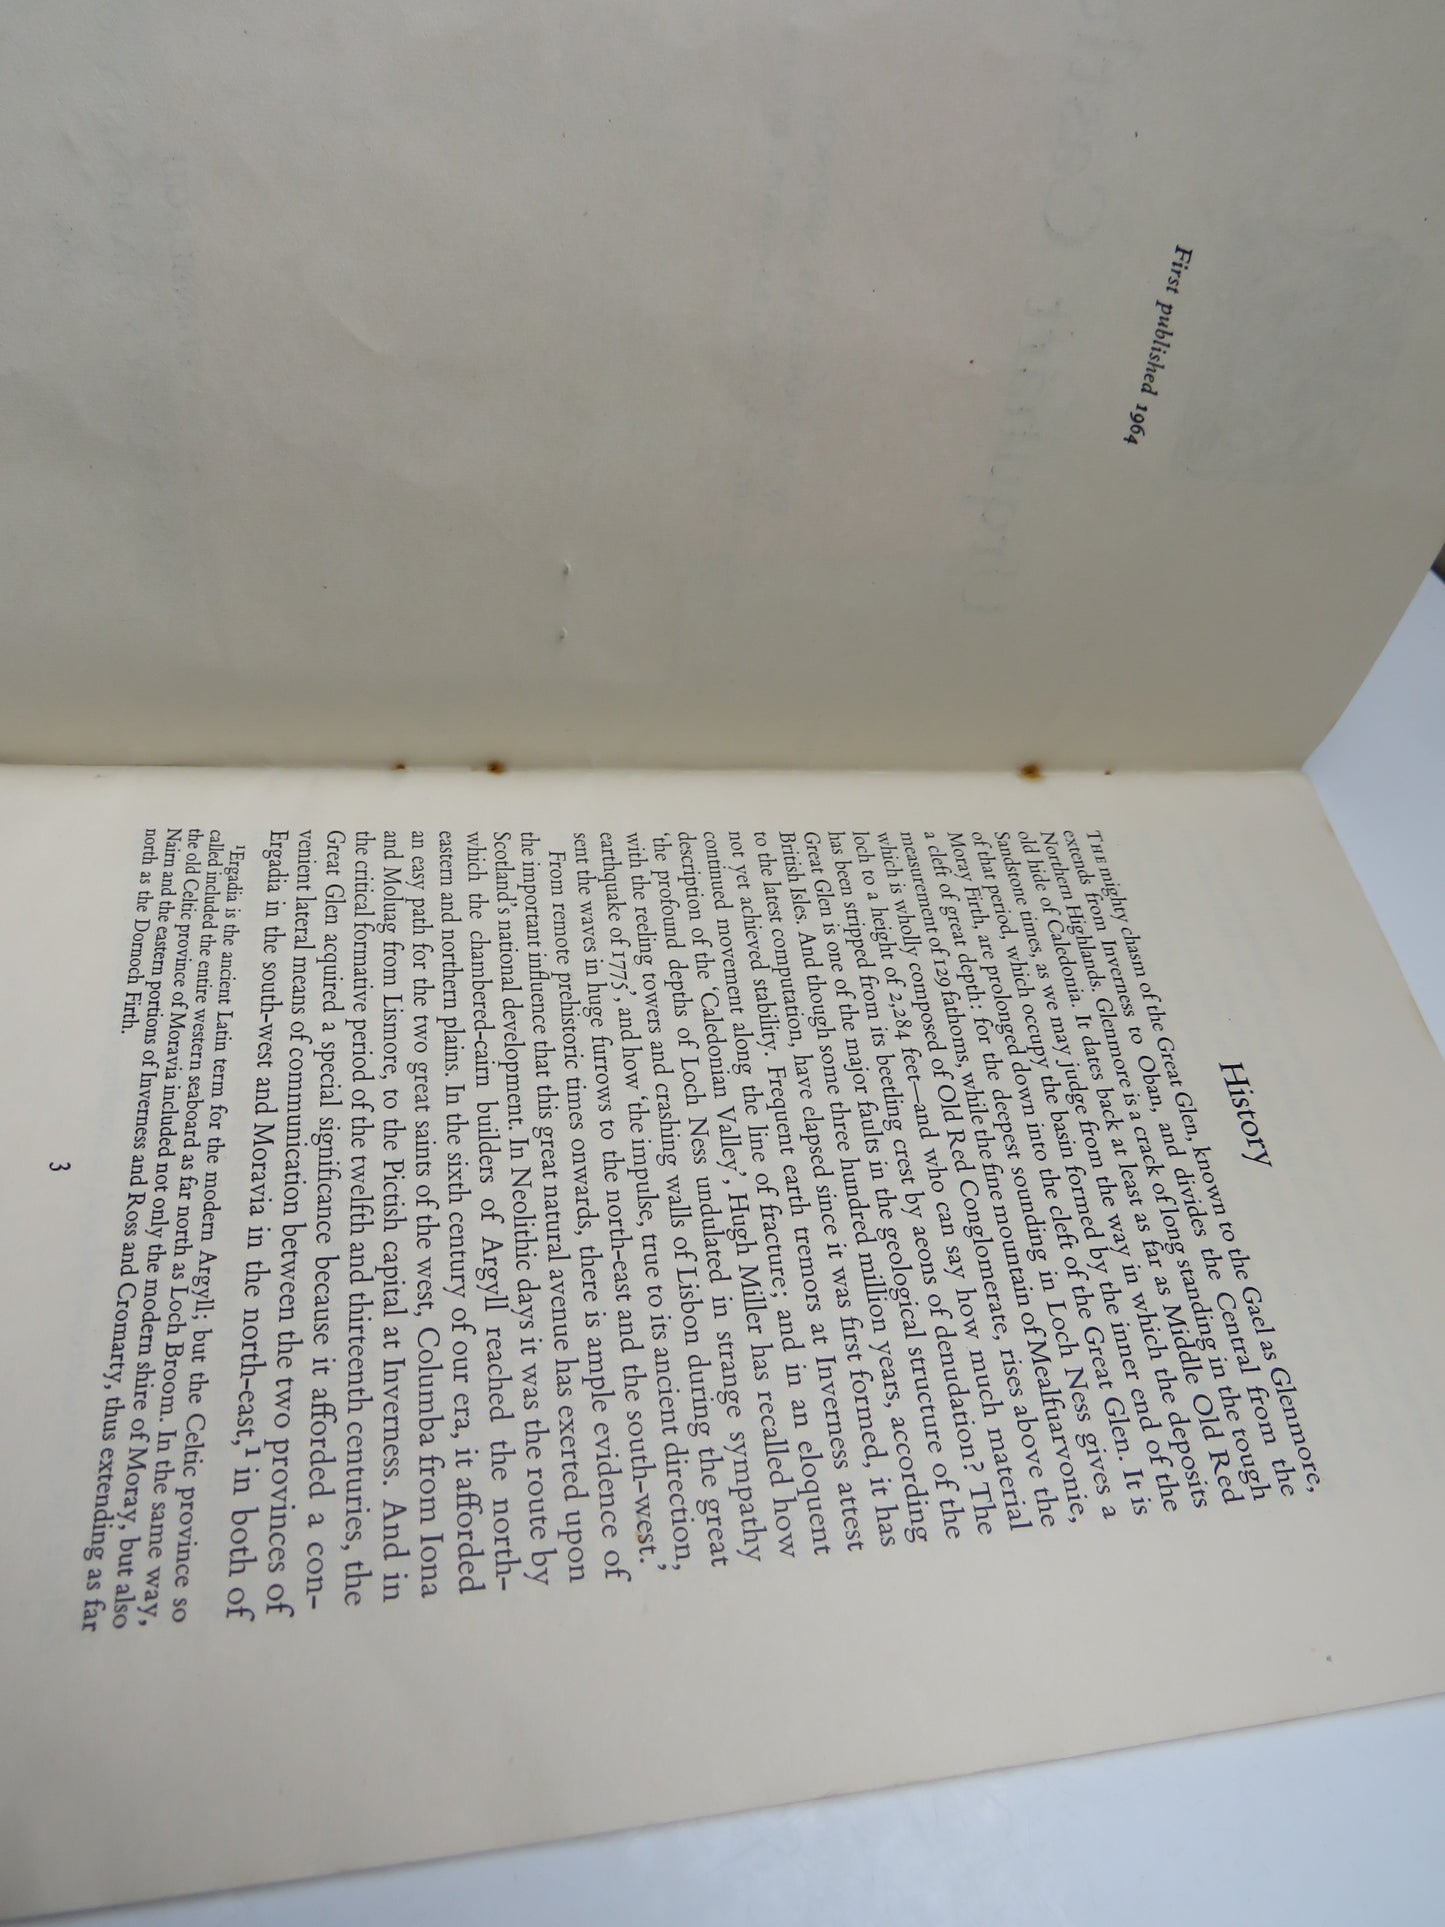 First published 1964
History
THE mighty chasm of the Great Glen, known to the Gael as Glenmore,
extends from Inverness to Oban, and divides the Central from the
Northern Highlands. Glenmore is a crack of long standing in the tough
old hide of Caledonia. It dates back at least as far as Middle Old Red
Sandstone times, as we may judge from the way in which the deposits
of that period, which occupy the basin formed by the inner end of the
Moray Firth, are prolonged down into the cleft of the Great Glen. It is
a cleft of great depth: for the deepest sounding in Loch Ness gives a
measurement of 129 fathoms, while the fine mountain of Mealfuarvonie,
which is wholly composed of Old Red Conglomerate, rises above the
loch to a height of 2,284 feet—and who can say how much material
has been stripped from its beetling crest by aeons of denudation? The
Great Glen is one of the major faults in the geological structure of the
British Isles. And though some three hundred million years, according
to the latest computation, have elapsed since it was first formed, it has
not yet achieved stability. Frequent earth tremors at Inverness attest
continued movement along the line of fracture; and in an eloquent
description of the 'Caledonian Valley', Hugh Miller has recalled how
'the profound depths of Loch Ness undulated in strange sympathy
with the reeling towers and crashing walls of Lisbon during the great
earthquake of 1775', and how 'the impulse, true to its ancient direction,
sent the waves in huge furrows to the north-east and the south-west.'
From remote prehistoric times onwards, there is ample evidence of
the important influence that this great natural avenue has exerted upon
Scotland's national development. In Neolithic days it was the route by
which the chambered-cairn builders of Argyll reached the north-
eastern and northern plains. In the sixth century of our era, it afforded
an easy path for the two great saints of the west, Columba from Iona
and Moluag from Lismore, to the Pictish capital at Inverness. And in
the critical formative period of the twelfth and thirteenth centuries, the
Great Glen acquired a special significance because it afforded a con-
venient lateral means of communication between the two provinces of
Ergadia in the south-west and Moravia in the north-east,¹ in both of
¹Ergadia is the ancient Latin term for the modern Argyll; but the Celtic province so
called included the entire western seaboard as far north as Loch Broom. In the same way,
the old Celtic province of Moravia included not only the modern shire of Moray, but also
Nairn and the eastern portions of Inverness and Ross and Cromarty, thus extending as far
north as the Dornoch Firth.
3